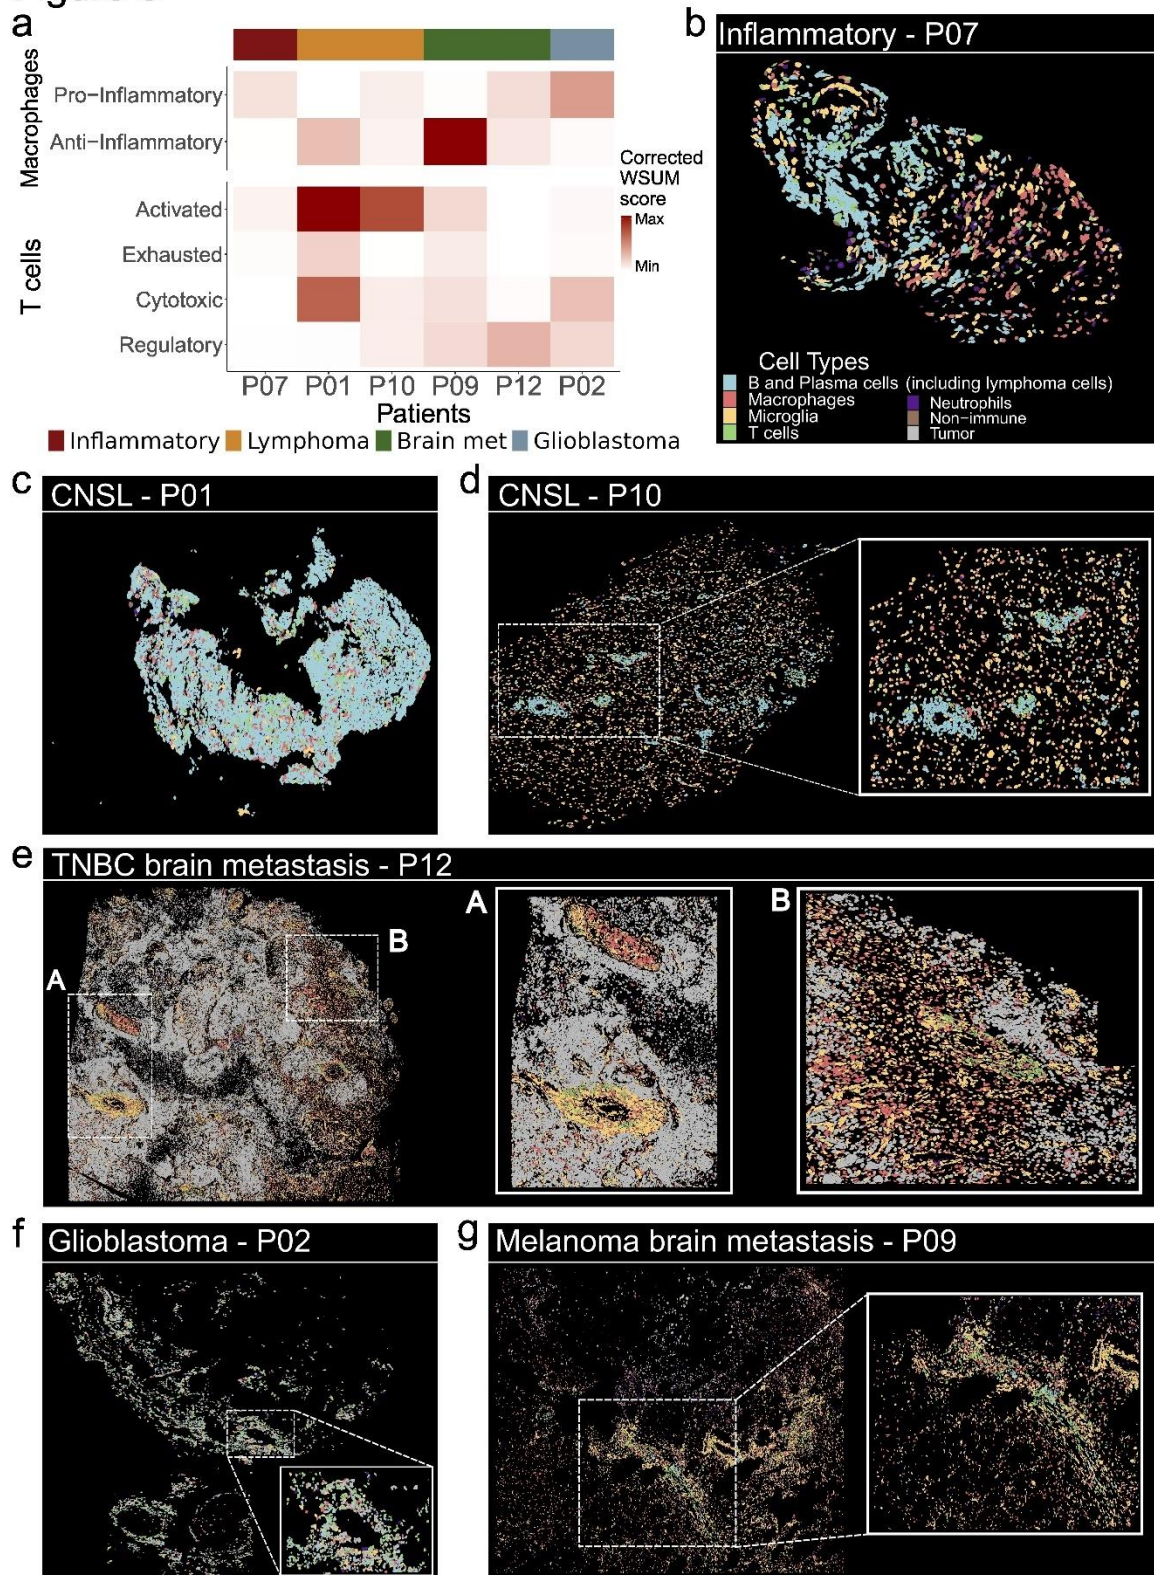 a
Macrophages
Pro-Inflammatory
Anti-Inflammatory
T cells
Activated
Exhausted
Cytotoxic
Regulatory
Corrected
WSUM
score
Max
Min
P07 P01 P10 P09 P12 P02
Patients
Inflammatory Lymphoma Brain met Glioblastoma
b
Inflammatory - P07
Cell Types
B and Plasma cells (including lymphoma cells)
Macrophages
Microglia
T cells
Neutrophils
Non-immune
Tumor
c
CNSL - P01
d
CNSL - P10
e
TNBC brain metastasis - P12
A
B
A
B
f
Glioblastoma - P02
g
Melanoma brain metastasis - P09